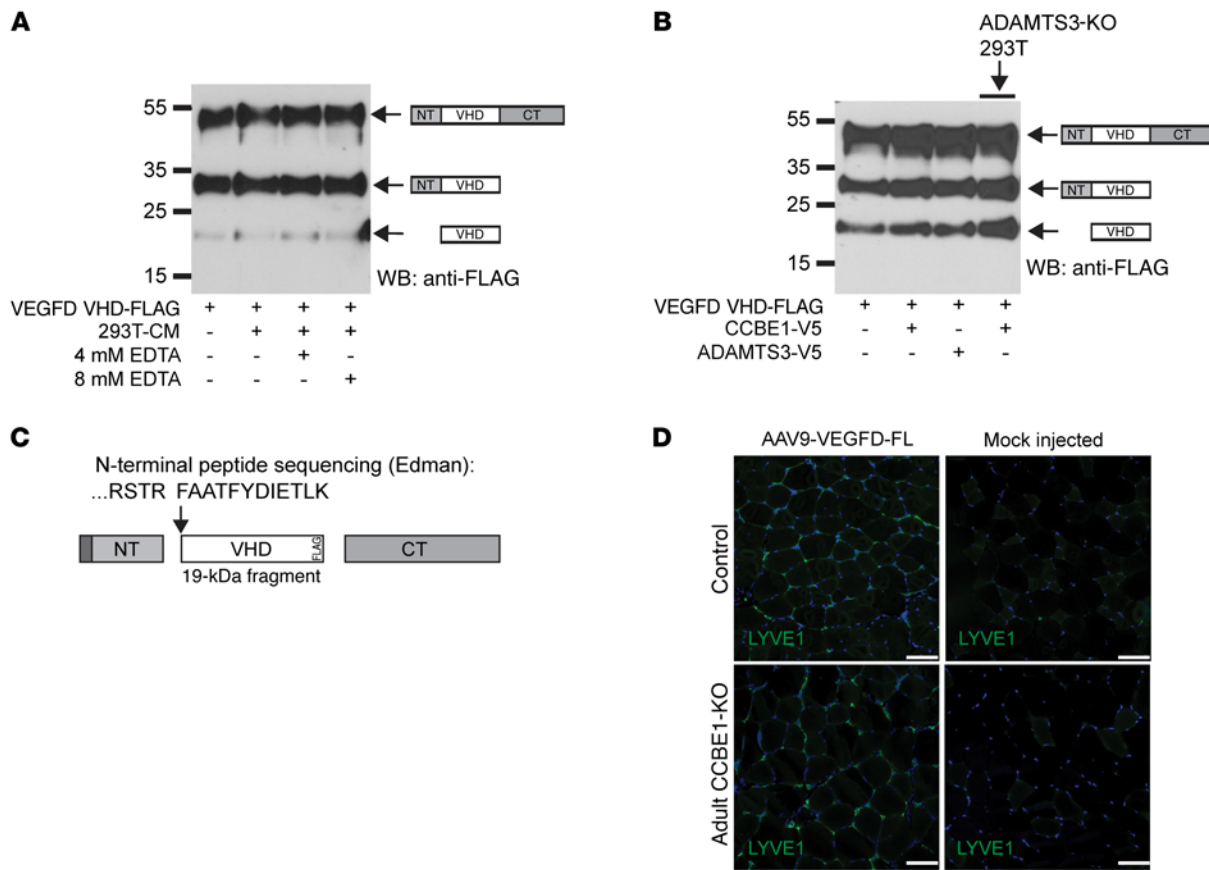 A
55
35
25
15
NT VHD CT
NT VHD
VHD
WB: anti-FLAG
VEGFD VHD-FLAG + + + +
293T-CM - + + +
4 mM EDTA - - + -
8 mM EDTA - - - +
B
ADAMTS3-KO
293T
55
35
25
15
NT VHD CT
NT VHD
VHD
WB: anti-FLAG
VEGFD VHD-FLAG + + + +
CCBE1-V5 - + - +
ADAMTS3-V5 - - + -
C
N-terminal peptide sequencing (Edman):
...RSTR FAATFYDIETLK
NT VHD FLAG CT
19-kDa fragment
D
AAV9-VEGFD-FL Mock injected
Control
LYVE1 LYVE1
Adult CCBE1-KO
LYVE1 LYVE1